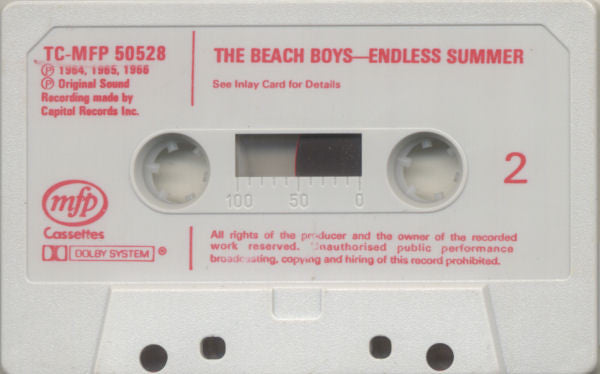 TC-MFP 50528
Ⓟ 1964, 1965, 1966
Ⓟ Original Sound
Recording made by
Capitol Records Inc.
THE BEACH BOYS—ENDLESS SUMMER
See Inlay Card for Details
2
100 50 0
mfp
Cassettes
DOLBY SYSTEM ®
All rights of the producer and the owner of the recorded
work reserved. Unauthorised public performance
broadcasting, copying and hiring of this record prohibited.